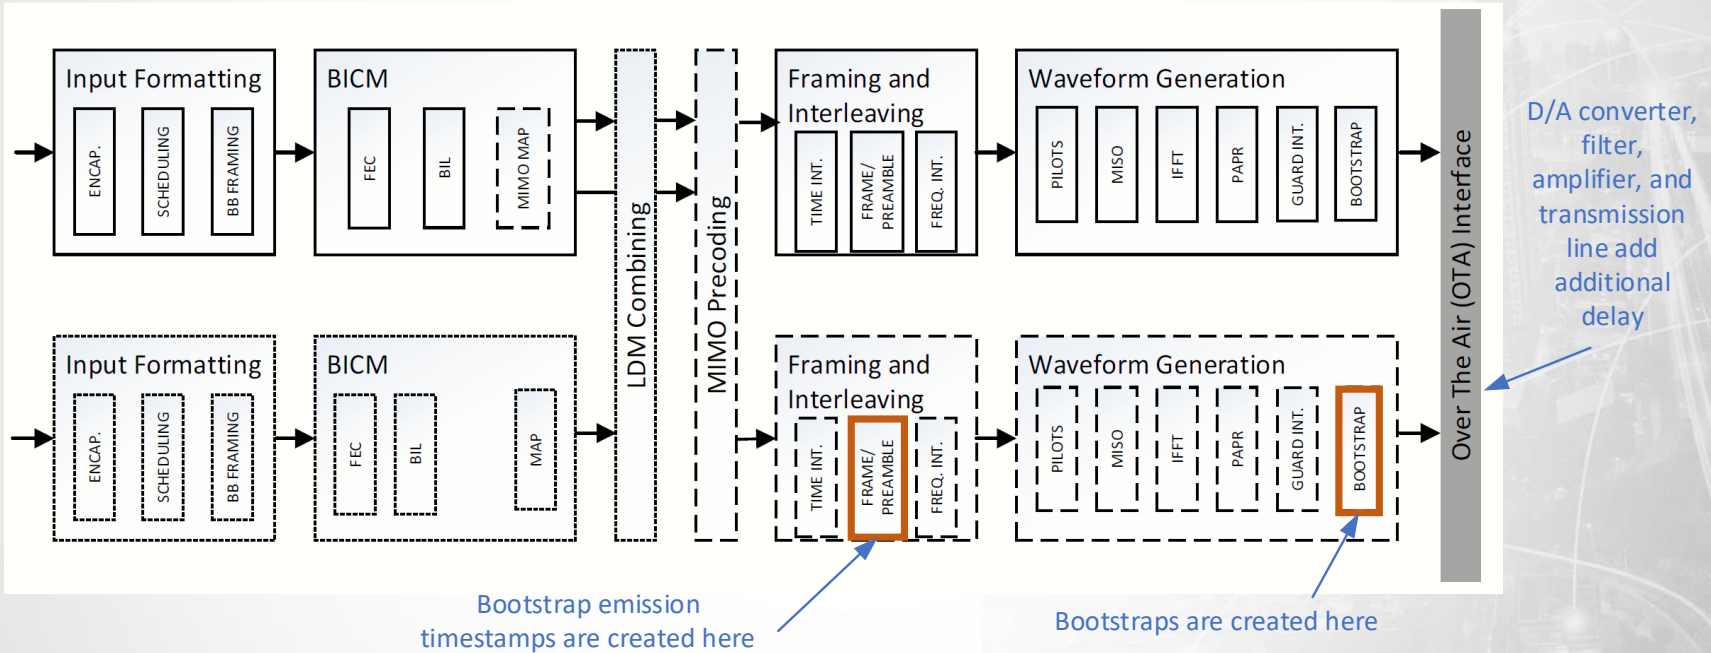 Input Formatting
ENCAP.
SCHEDULING
BB FRAMING
BICM
FEC
BIL
MIMO MAP
LDM Combining
MIMO Precoding
Framing and
Interleaving
TIME INT.
FRAME/
PREAMBLE
FREQ. INT.
Waveform Generation
PILOTS
MISO
IFFT
PAPR
GUARD INT.
BOOTSTRAP
Over The Air (OTA) Interface
D/A converter,
filter,
amplifier, and
transmission
line add
additional
delay
Input Formatting
ENCAP.
SCHEDULING
BB FRAMING
BICM
FEC
BIL
MAP
Framing and
Interleaving
TIME INT.
FRAME/
PREAMBLE
FREQ. INT.
Waveform Generation
PILOTS
MISO
IFFT
PAPR
GUARD INT.
BOOTSTRAP
Bootstrap emission
timestamps are created here
Bootstraps are created here